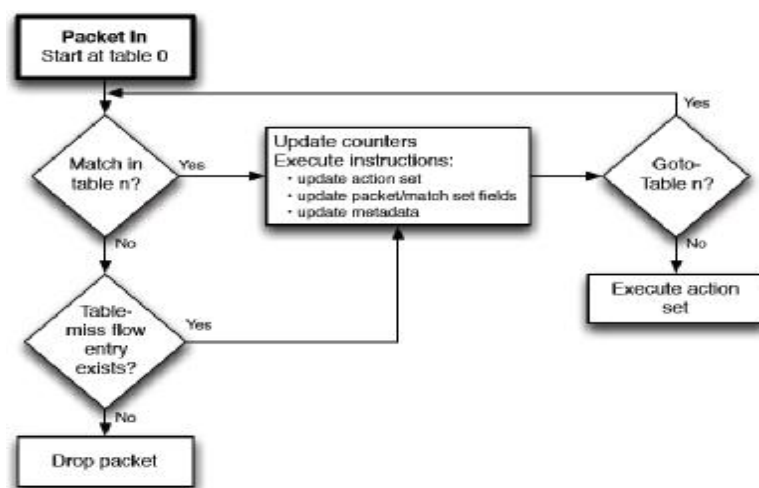 Packet In
Start at table 0
Yes
Match in
table n?
Yes
Update counters
Execute instructions:
• update action set
• update packet/match set fields
• update metadata
Goto-
Table n?
No
No
Execute action
set
Table-
miss flow
entry
exists?
Yes
No
Drop packet